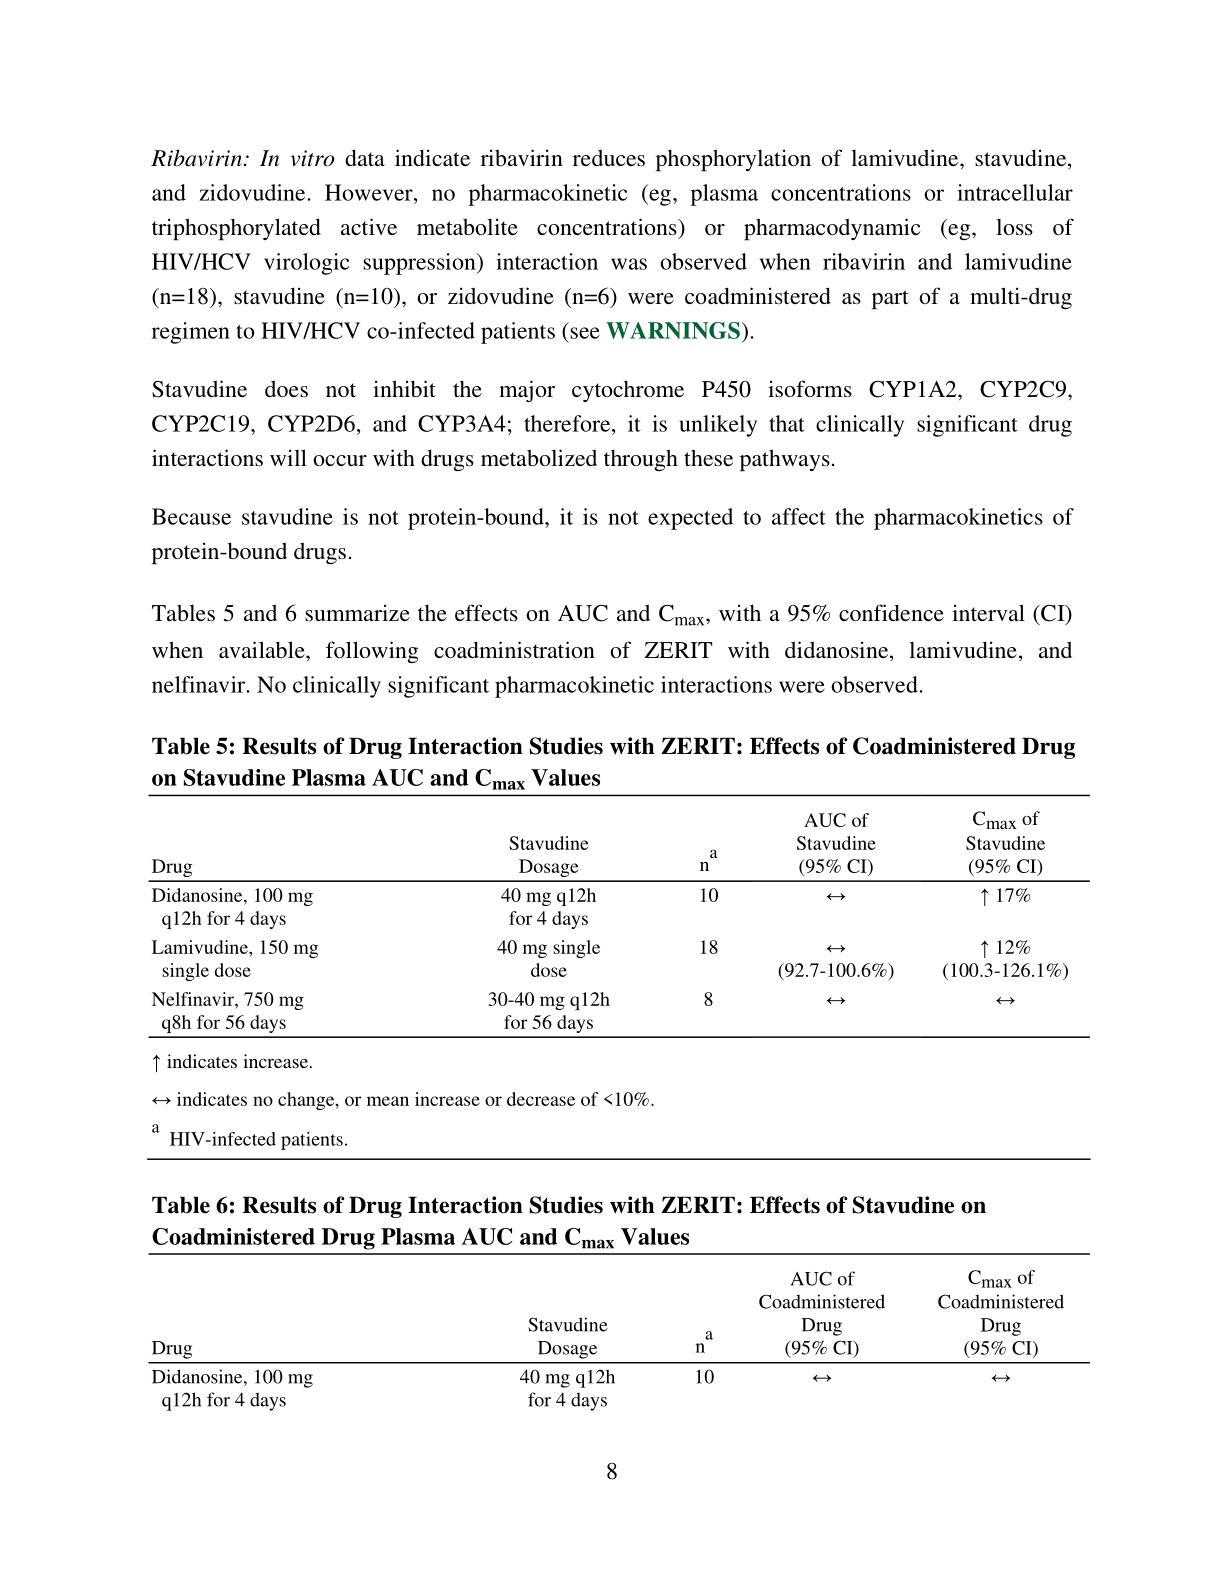 Ribavirin: In vitro data indicate ribavirin reduces phosphorylation of lamivudine, stavudine,
and zidovudine. However, no pharmacokinetic (eg, plasma concentrations or intracellular
triphosphorylated active metabolite concentrations) or pharmacodynamic (eg, loss of
HIV/HCV virologic suppression) interaction was observed when ribavirin and lamivudine
(n=18), stavudine (n=10), or zidovudine (n=6) were coadministered as part of a multi-drug
regimen to HIV/HCV co-infected patients (see WARNINGS).
Stavudine does not inhibit the major cytochrome P450 isoforms CYP1A2, CYP2C9,
CYP2C19, CYP2D6, and CYP3A4; therefore, it is unlikely that clinically significant drug
interactions will occur with drugs metabolized through these pathways.
Because stavudine is not protein-bound, it is not expected to affect the pharmacokinetics of
protein-bound drugs.
Tables 5 and 6 summarize the effects on AUC and Cmax, with a 95% confidence interval (CI)
when available, following coadministration of ZERIT with didanosine, lamivudine, and
nelfinavir. No clinically significant pharmacokinetic interactions were observed.
Table 5: Results of Drug Interaction Studies with ZERIT: Effects of Coadministered Drug
on Stavudine Plasma AUC and Cmax Values
AUC of Cmax of
Stavudine Stavudine Stavudine
Drug Dosage n^a (95% CI) (95% CI)
Didanosine, 100 mg 40 mg q12h 10 ↔ ↑ 17%
q12h for 4 days for 4 days
Lamivudine, 150 mg 40 mg single 18 ↔ ↑ 12%
single dose dose (92.7-100.6%) (100.3-126.1%)
Nelfinavir, 750 mg 30-40 mg q12h 8 ↔ ↔
q8h for 56 days for 56 days
↑ indicates increase.
↔ indicates no change, or mean increase or decrease of <10%.
a HIV-infected patients.
Table 6: Results of Drug Interaction Studies with ZERIT: Effects of Stavudine on
Coadministered Drug Plasma AUC and Cmax Values
AUC of Cmax of
Coadministered Coadministered
Stavudine Drug Drug
Drug Dosage n^a (95% CI) (95% CI)
Didanosine, 100 mg 40 mg q12h 10 ↔ ↔
q12h for 4 days for 4 days
8